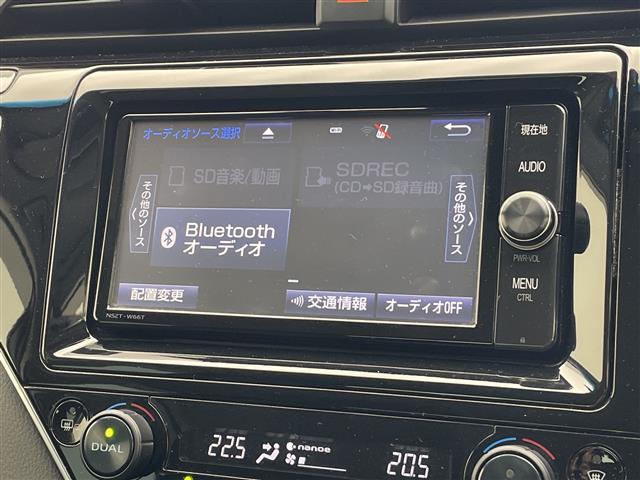 オーディオソース選択
現在地
SD音楽/動画
SDREC
(CD➡SD録音曲)
AUDIO
その他のソース
その他のソース
Bluetooth
オーディオ
PWR・VOL
配置変更
交通情報
オーディオOFF
MENU
CTRL
NSZT-W66T
DUAL
22.5
nanoe
20.5